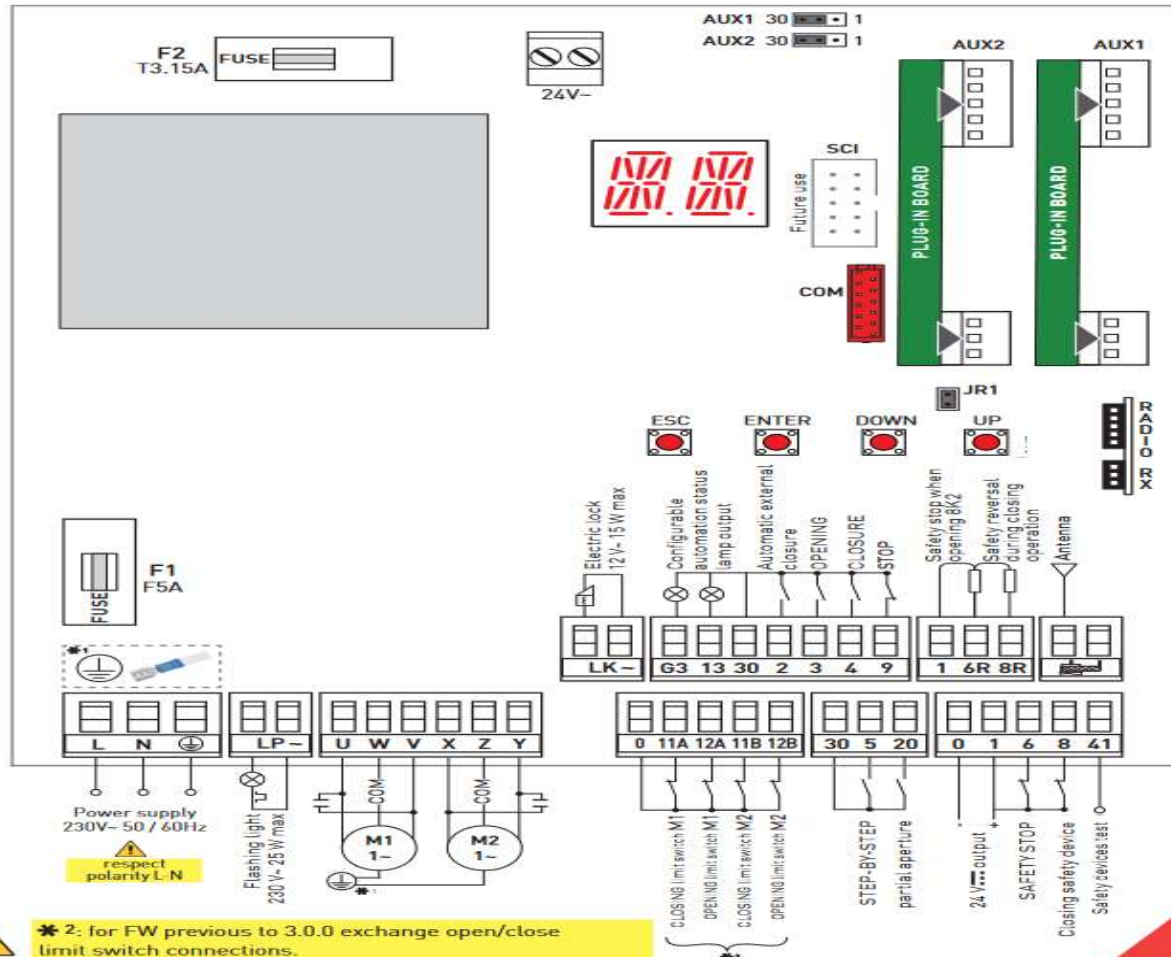 AUX1 30 1
AUX2 30 1
F2
T3.15A
FUSE
24V~
AUX2
AUX1
SCI
Future use
PLUG-IN BOARD
PLUG-IN BOARD
COM
JR1
ESC
ENTER
DOWN
UP
RADIO RX
F1
F5A
FUSE
Electric lock
12 V~ 15 W max
Configurable
automation status
lamp output
Automatic external
closure
OPENING
CLOSURE
STOP
Safety stop when
opening 8K2
Safety reversal
during closing
operation
Antenna
LK~
G3 13 30 2 3 4 9
1 6R 8R
*1
L N
LP~
U W V X Z Y
0 11A 12A 11B 12B
30 5 20
0 1 6 8 41
Power supply
230V~ 50 / 60Hz
respect
polarity L-N
Flashing light
230 V~ 25 W max
COM
M1
1~
COM
M2
1~
*1
CLOSING limit switch M1
OPENING limit switch M1
CLOSING limit switch M2
OPENING limit switch M2
STEP-BY-STEP
partial aperture
- +
24 V output
SAFETY STOP
Closing safety device
Safety devices test
* 2: for FW previous to 3.0.0 exchange open/close
limit switch connections.